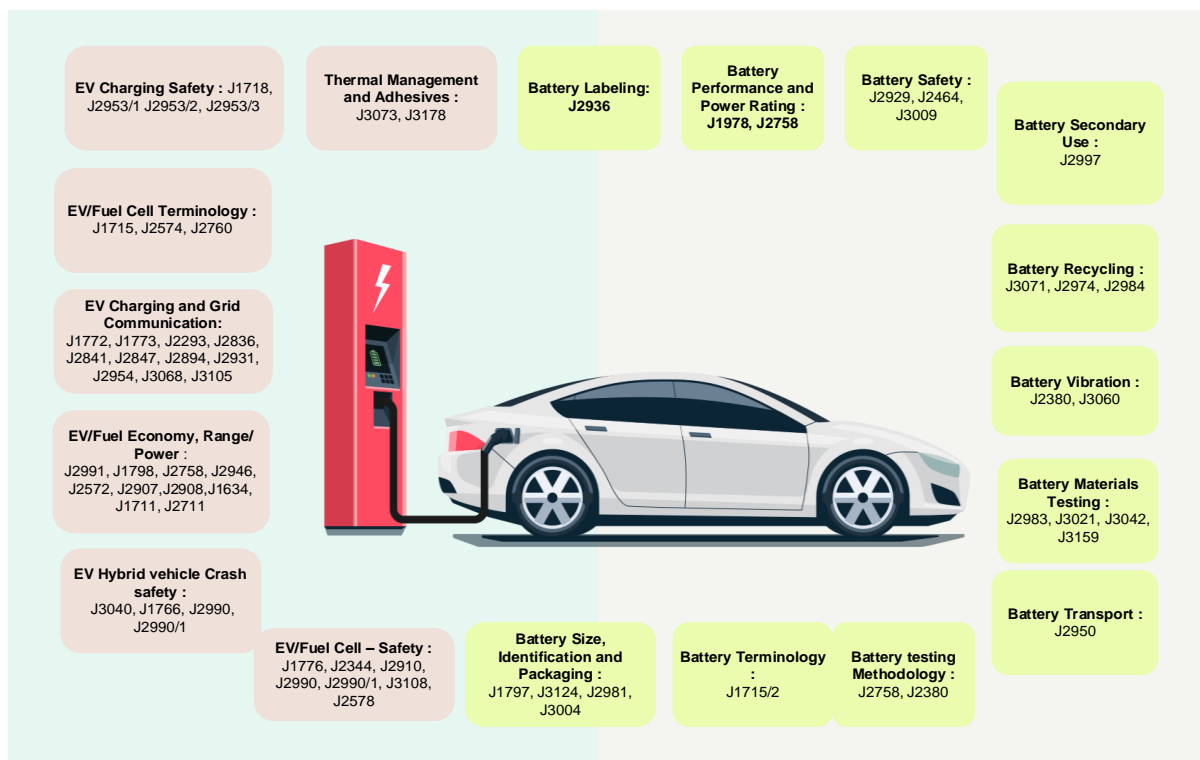 EV Charging Safety : J1718,
J2953/1 J2953/2, J2953/3
Thermal Management
and Adhesives :
J3073, J3178
Battery Labeling:
J2936
Battery
Performance and
Power Rating :
J1978, J2758
Battery Safety :
J2929, J2464,
J3009
Battery Secondary
Use :
J2997
EV/Fuel Cell Terminology :
J1715, J2574, J2760
Battery Recycling :
J3071, J2974, J2984
EV Charging and Grid
Communication:
J1772, J1773, J2293, J2836,
J2841, J2847, J2894, J2931,
J2954, J3068, J3105
Battery Vibration :
J2380, J3060
EV/Fuel Economy, Range/
Power :
J2991, J1798, J2758, J2946,
J2572, J2907,J2908,J1634,
J1711, J2711
Battery Materials
Testing :
J2983, J3021, J3042,
J3159
EV Hybrid vehicle Crash
safety :
J3040, J1766, J2990,
J2990/1
Battery Transport :
J2950
EV/Fuel Cell – Safety :
J1776, J2344, J2910,
J2990, J2990/1, J3108,
J2578
Battery Size,
Identification and
Packaging :
J1797, J3124, J2981,
J3004
Battery Terminology
:
J1715/2
Battery testing
Methodology :
J2758, J2380